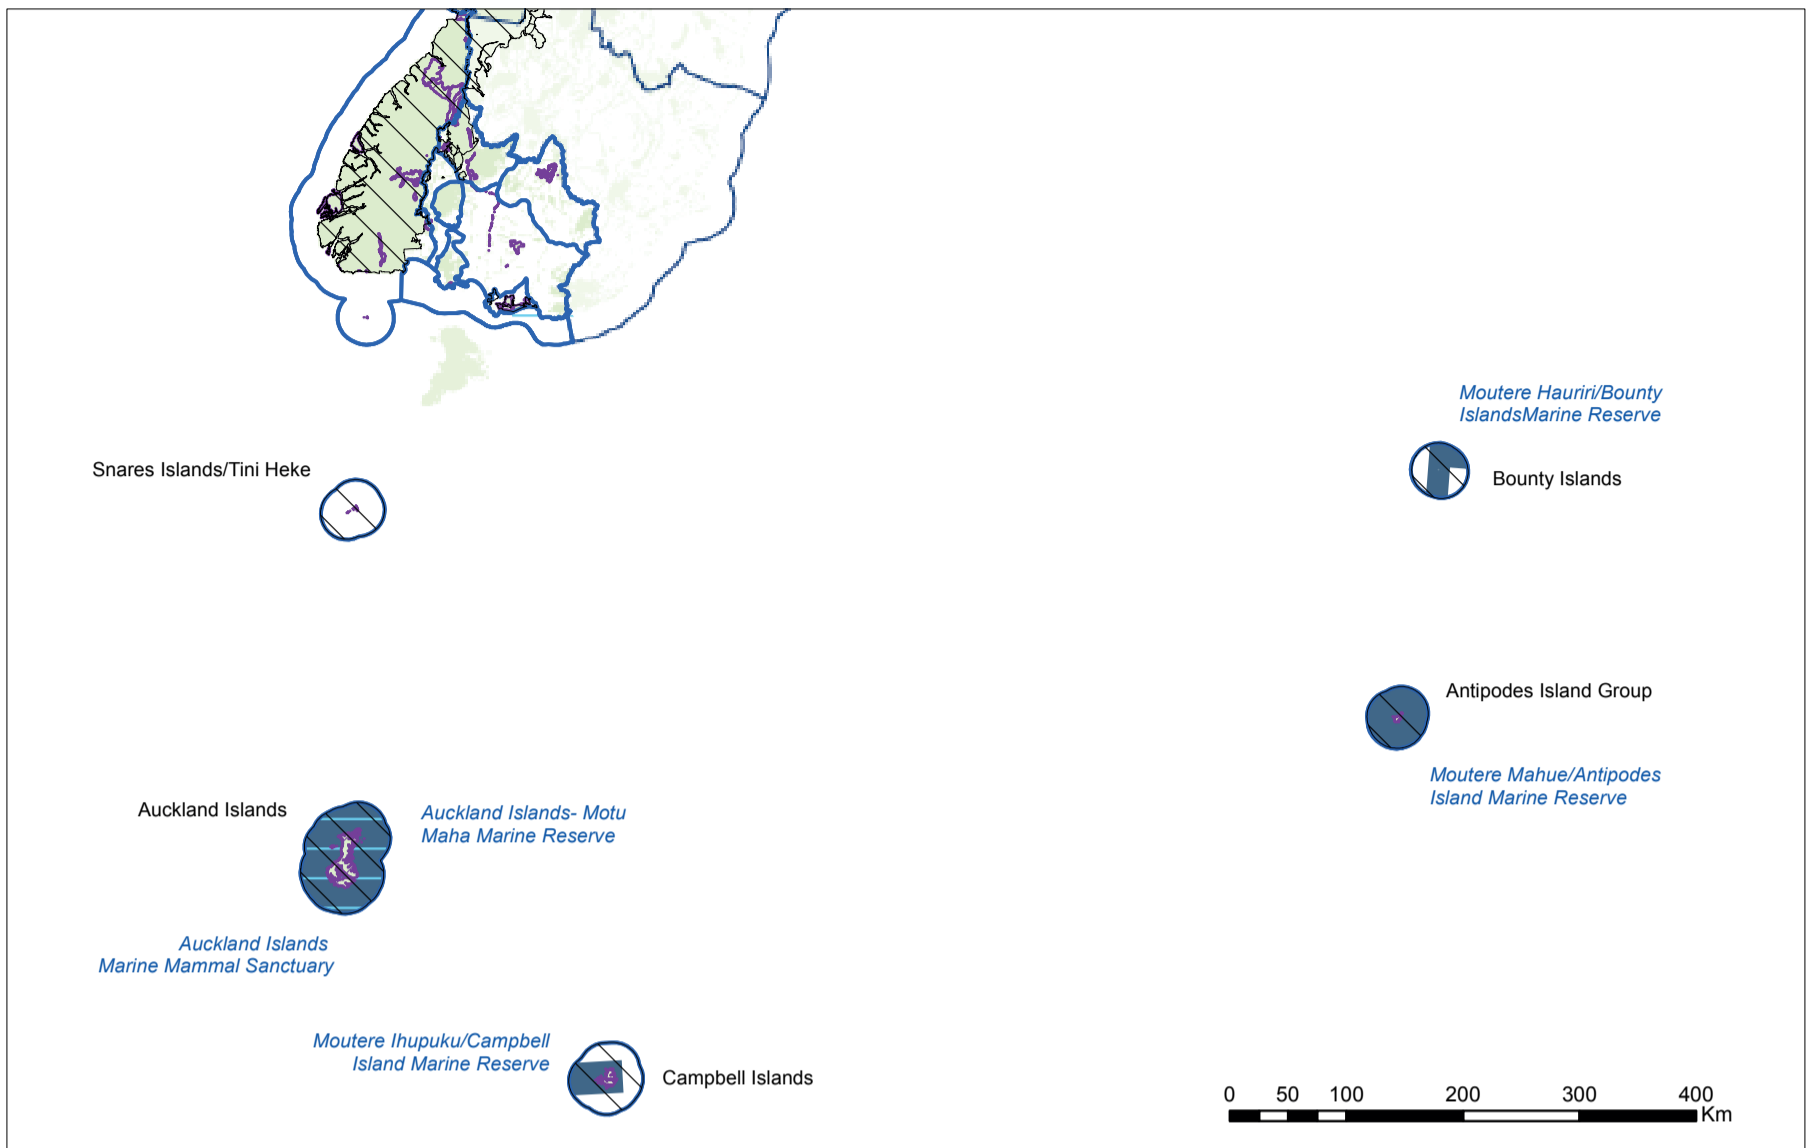 Moutere Hauriri/Bounty
IslandsMarine Reserve
Snares Islands/Tini Heke
Bounty Islands
Antipodes Island Group
Moutere Mahue/Antipodes
Island Marine Reserve
Auckland Islands
Auckland Islands- Motu
Maha Marine Reserve
Auckland Islands
Marine Mammal Sanctuary
Moutere Ihupuku/Campbell
Island Marine Reserve
Campbell Islands
0 50 100 200 300 400
Km